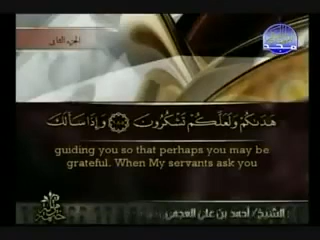 الجزء الثاني
هَدَىٰكُمْ وَلَعَلَّكُمْ تَشْكُرُونَ ۝١٨٥ وَإِذَا سَأَلَكَ
guiding you so that perhaps you may be
grateful. When My servants ask you
الشيخ/ أحمد بن علي العجمي